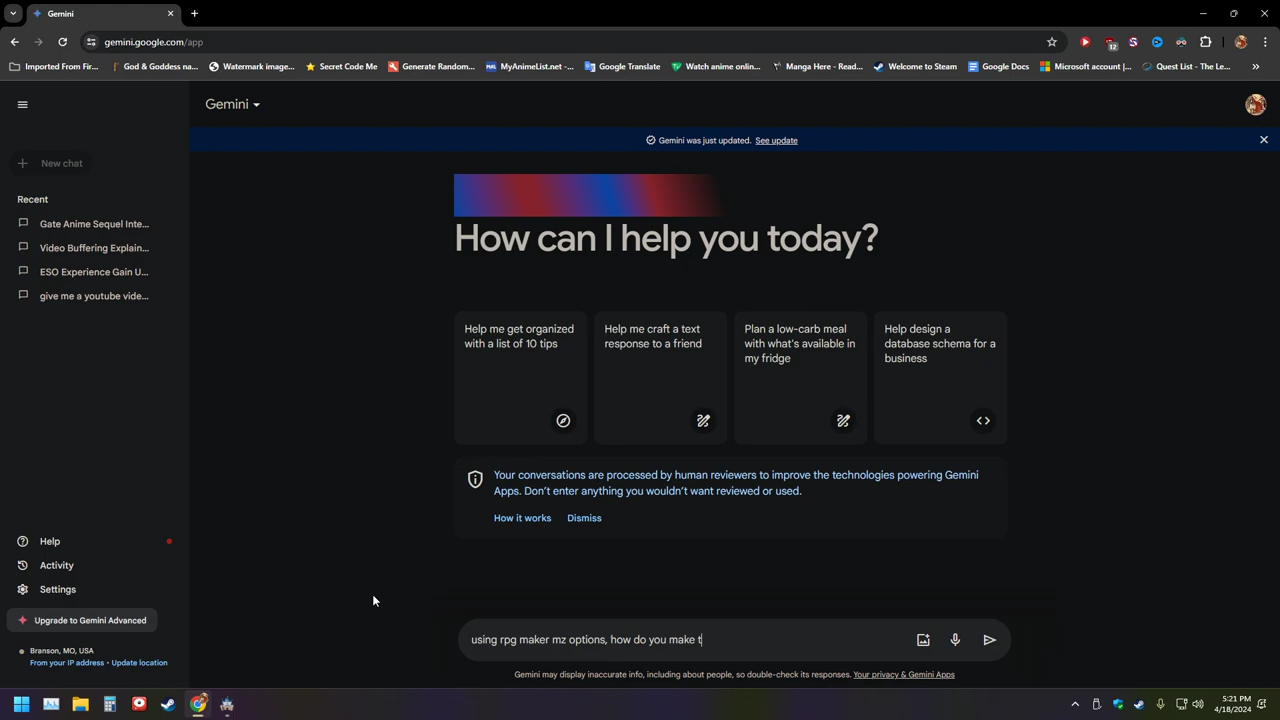 Gemini
gemini.google.com/app
12
Imported From Fir...
God & Goddess na...
Watermark image...
Secret Code Me
Generate Random...
MAL
MyAnimeList.net -...
Google Translate
Watch anime onlin...
Manga Here - Read...
Welcome to Steam
Google Docs
Microsoft account |...
Quest List - The Le...
Gemini
Gemini was just updated. See update
New chat
Recent
Gate Anime Sequel Inte...
Video Buffering Explain...
ESO Experience Gain U...
give me a youtube vide...
How can I help you today?
Help me get organized
with a list of 10 tips
Help me craft a text
response to a friend
Plan a low-carb meal
with what's available in
my fridge
Help design a
database schema for a
business
Your conversations are processed by human reviewers to improve the technologies powering Gemini
Apps. Don't enter anything you wouldn't want reviewed or used.
How it works
Dismiss
Help
Activity
Settings
Upgrade to Gemini Advanced
Branson, MO, USA
From your IP address • Update location
using rpg maker mz options, how do you make t
Gemini may display inaccurate info, including about people, so double-check its responses. Your privacy & Gemini Apps
5:21 PM
4/18/2024